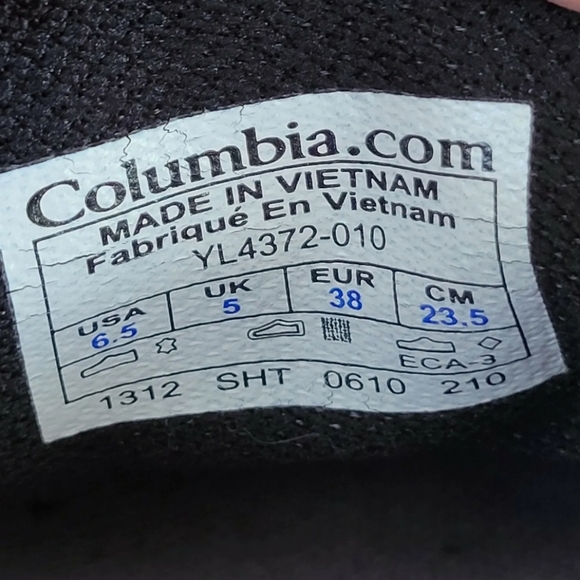 Columbia.com
MADE IN VIETNAM
Fabriqué En Vietnam
YL4372-010
USA UK EUR CM
6.5 5 38 23.5
ECA-3
1312 SHT 0610 210